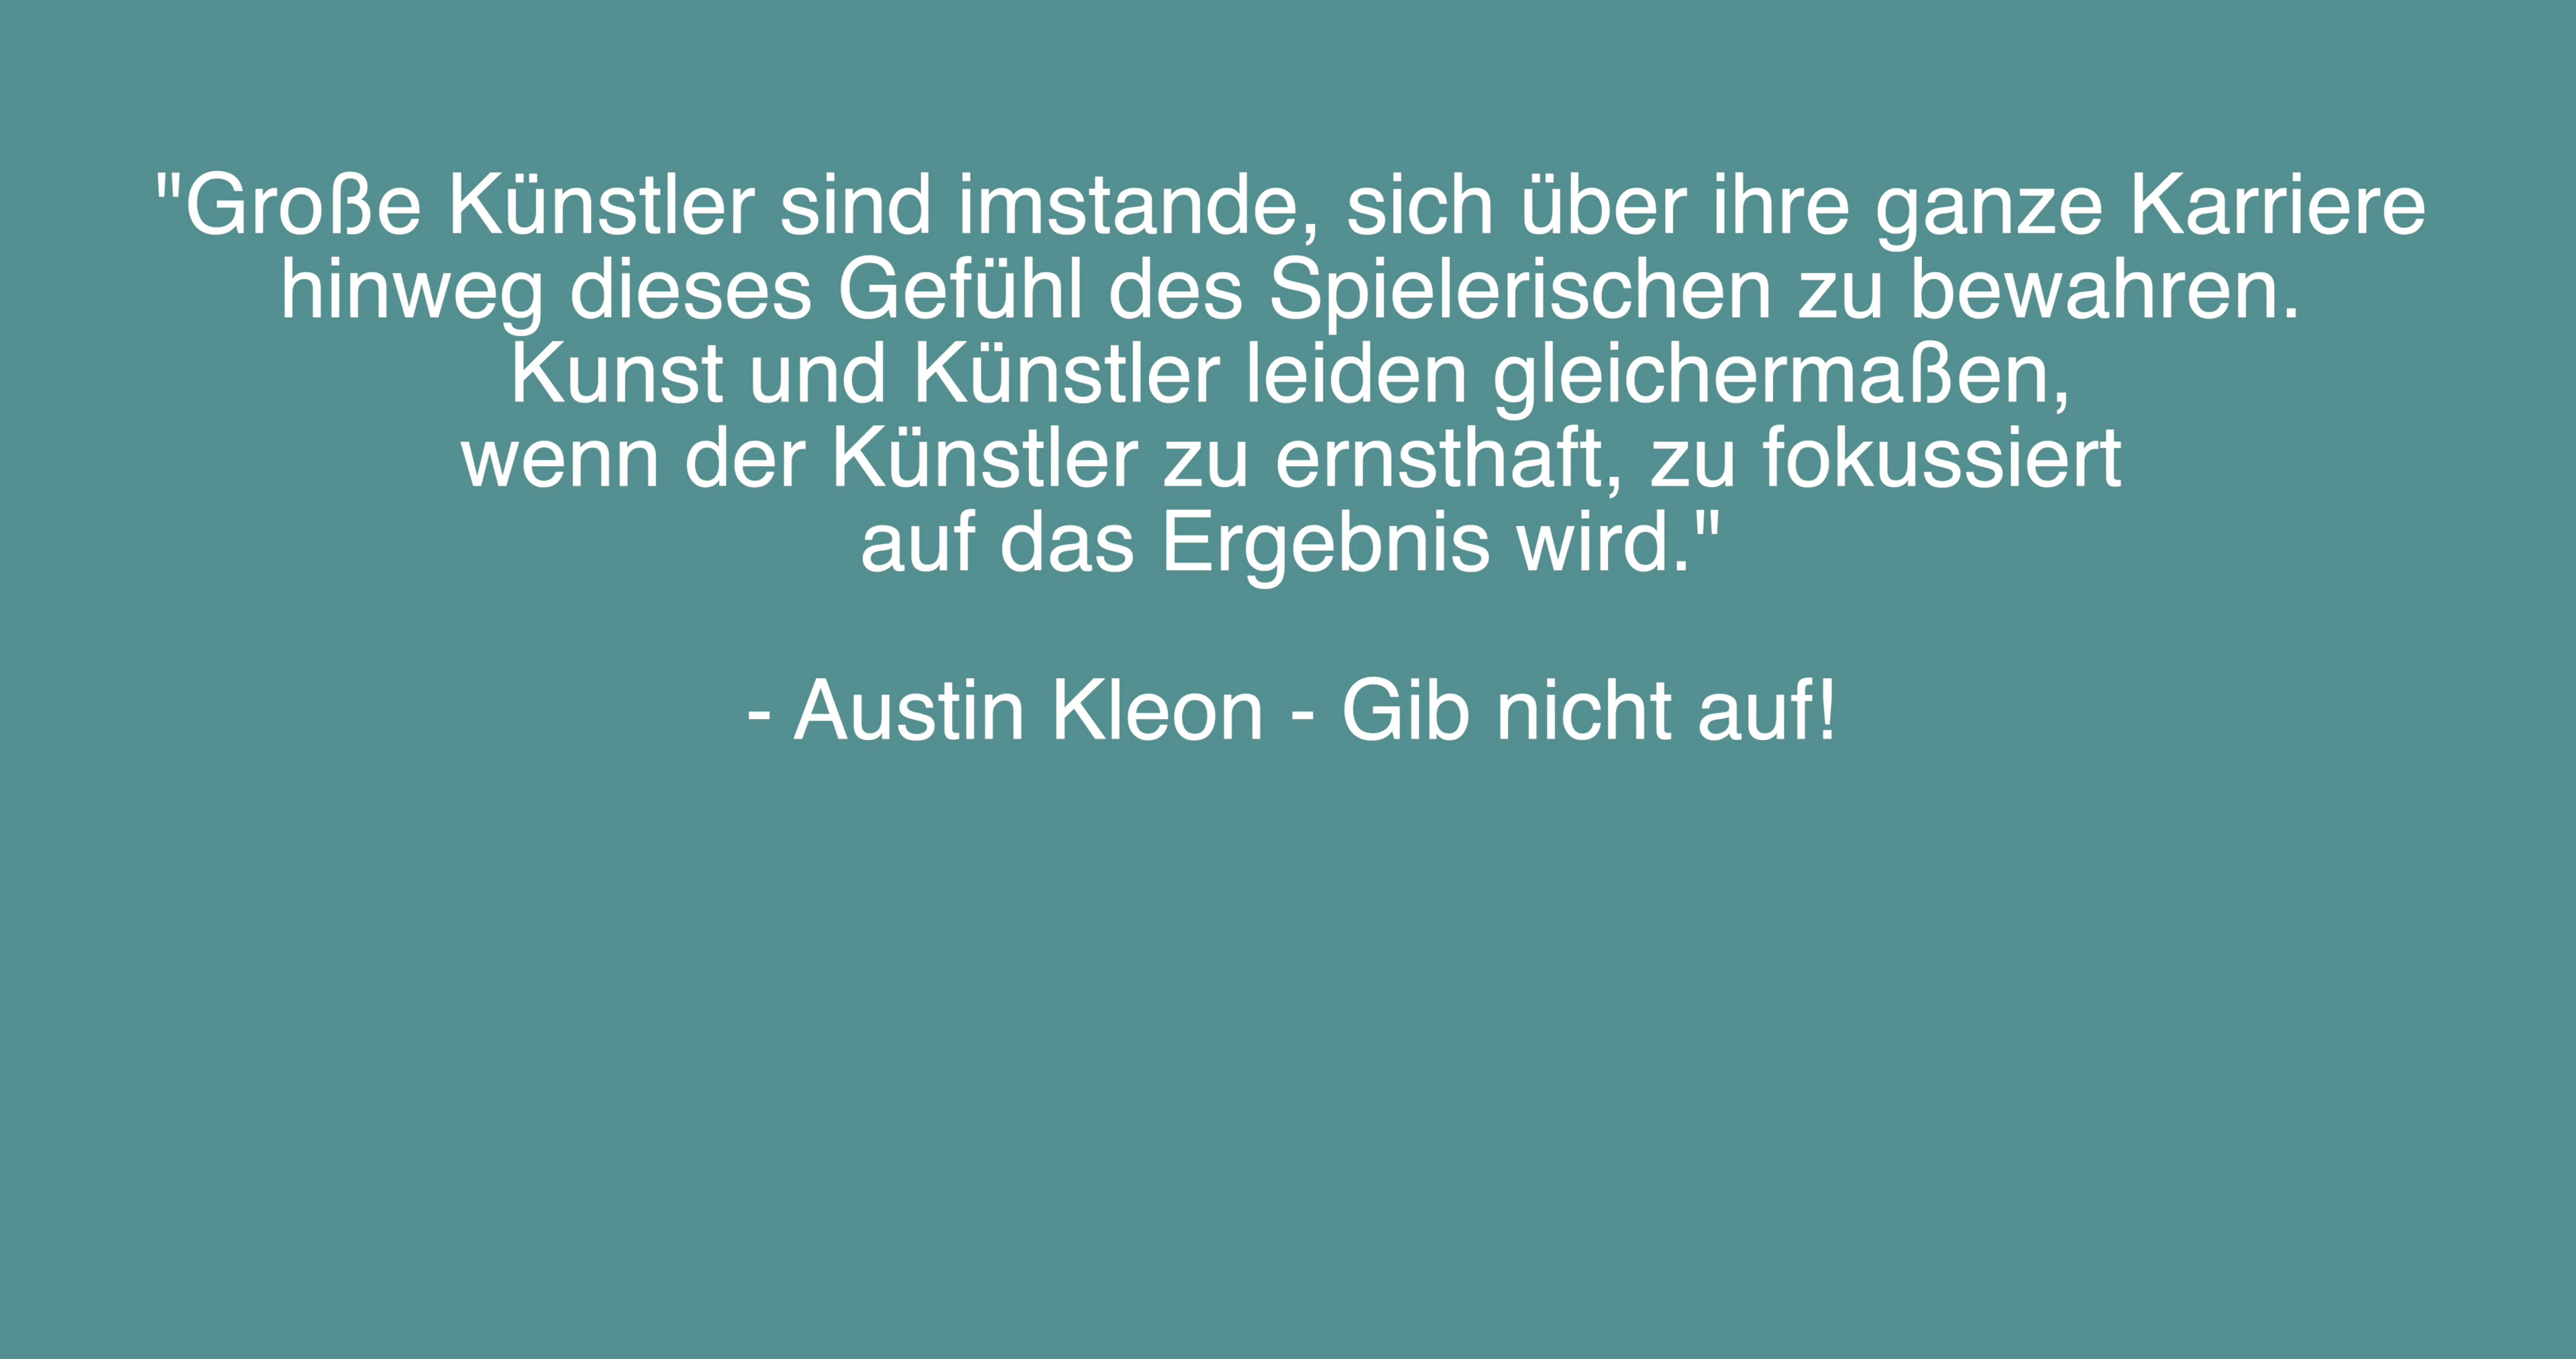 "Große Künstler sind imstande, sich über ihre ganze Karriere
hinweg dieses Gefühl des Spielerischen zu bewahren.
Kunst und Künstler leiden gleichermaßen,
wenn der Künstler zu ernsthaft, zu fokussiert
auf das Ergebnis wird."
- Austin Kleon - Gib nicht auf!